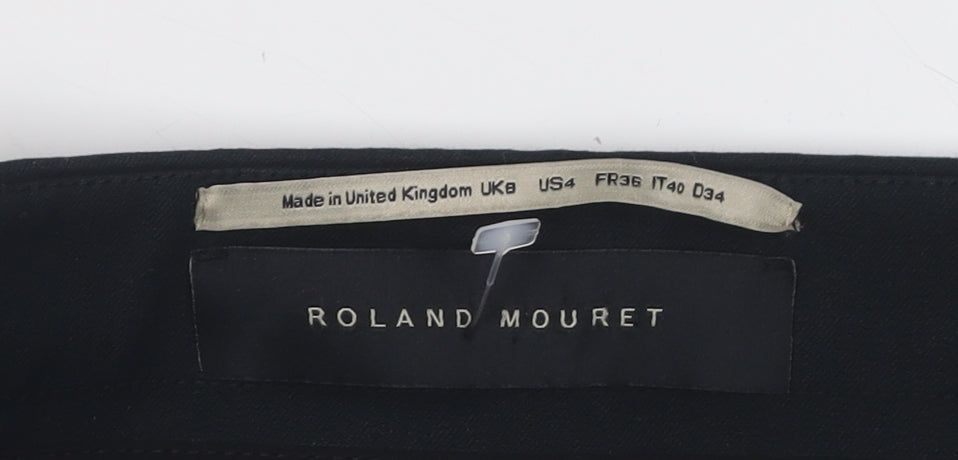 Made in United Kingdom UK8 US4 FR36 IT40 D34
ROLAND MOURET